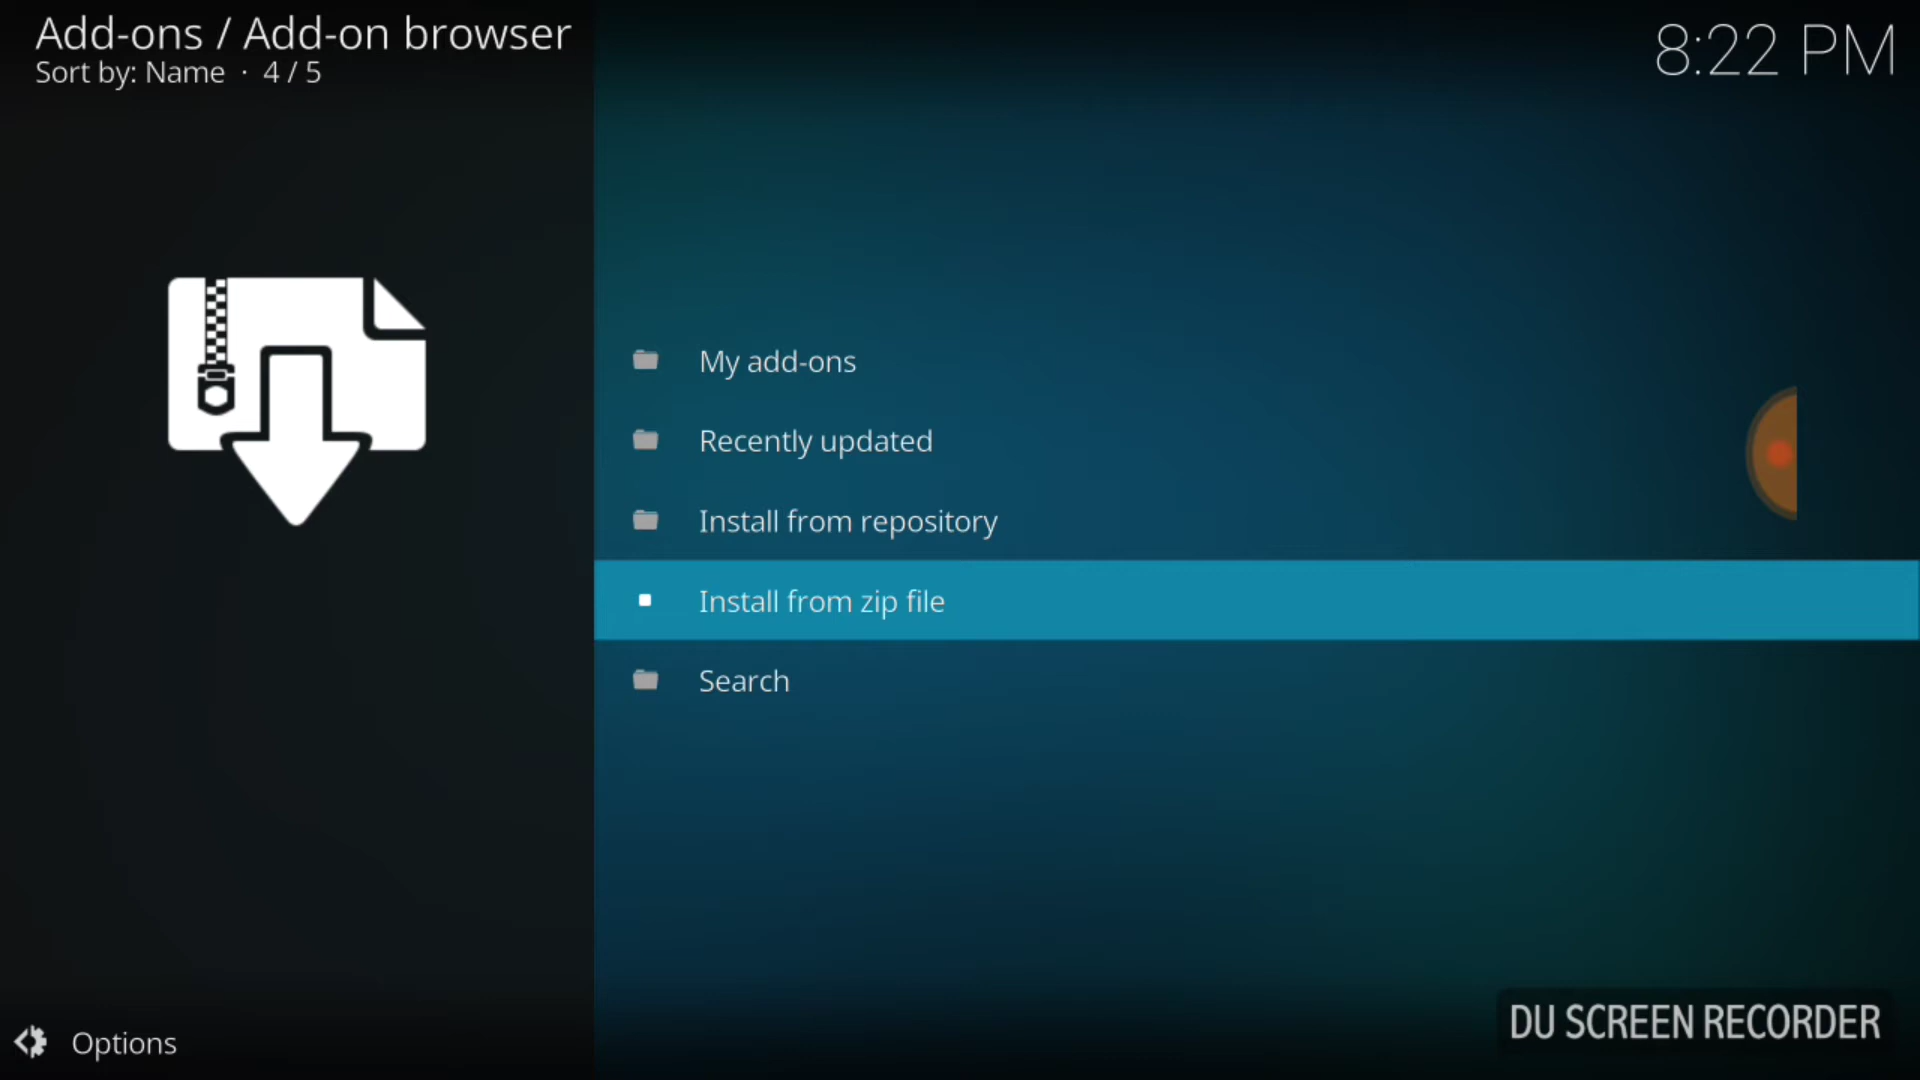 Add-ons / Add-on browser
Sort by: Name · 4 / 5
8:22 PM
My add-ons
Recently updated
Install from repository
Install from zip file
Search
Options
DU SCREEN RECORDER